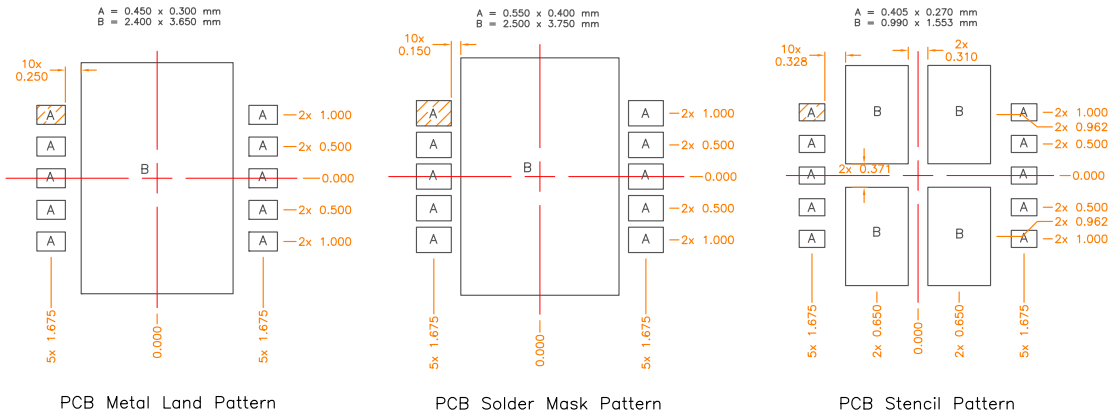 A = 0.450 x 0.300 mm
B = 2.400 x 3.650 mm
10x
0.250
A
A
A
A
A
B
A
A
A
A
A
2x 1.000
2x 0.500
0.000
2x 0.500
2x 1.000
5x 1.675
0.000
5x 1.675
PCB Metal Land Pattern
A = 0.550 x 0.400 mm
B = 2.500 x 3.750 mm
10x
0.150
A
A
A
A
A
B
A
A
A
A
A
2x 1.000
2x 0.500
0.000
2x 0.500
2x 1.000
5x 1.675
0.000
5x 1.675
PCB Solder Mask Pattern
A = 0.405 x 0.270 mm
B = 0.990 x 1.553 mm
10x
0.328
2x
0.310
A
A
A
A
A
B
B
2x 0.371
B
B
A
A
A
A
A
2x 1.000
2x 0.962
2x 0.500
0.000
2x 0.500
2x 0.962
2x 1.000
5x 1.675
2x 0.650
0.000
2x 0.650
5x 1.675
PCB Stencil Pattern